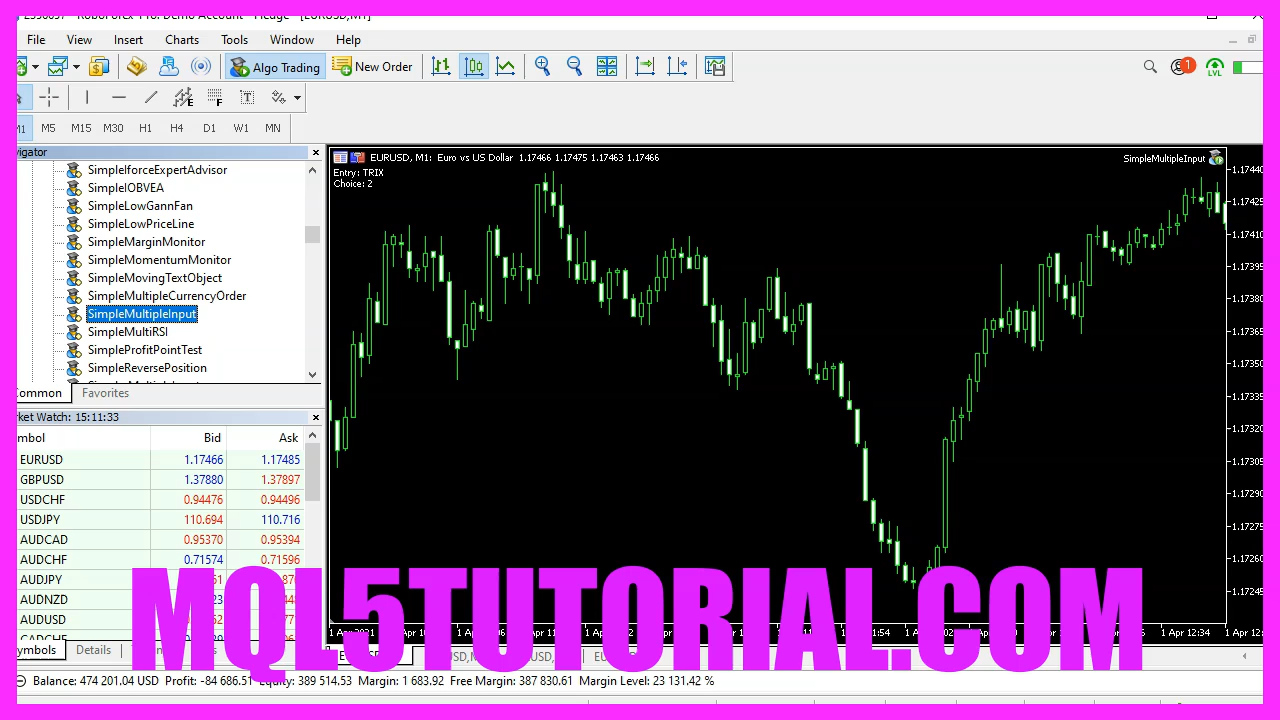 RoboForex-Pro: Demo Account - Hedge - [EURUSD,M1]
File View Insert Charts Tools Window Help
Algo Trading New Order 1 LVL
M5 M15 M30 H1 H4 D1 W1 MN
SimpleIforceExpertAdvisor
SimpleIOBVEA
SimpleLowGannFan
SimpleLowPriceLine
SimpleMarginMonitor
SimpleMomentumMonitor
SimpleMovingTextObject
SimpleMultipleCurrencyOrder
SimpleMultipleInput
SimpleMultiRSI
SimpleProfitPointTest
SimpleReversePosition
Favorites
Market Watch: 15:11:33
Bid Ask
EURUSD 1.17466 1.17485
GBPUSD 1.37880 1.37897
USDCHF 0.94476 0.94496
USDJPY 110.694 110.716
AUDCAD 0.95370 0.95394
AUDCHF 0.71574 0.71596
AUDJPY
AUDNZD
AUDUSD
Details
EURUSD, M1: Euro vs US Dollar 1.17466 1.17475 1.17463 1.17466
SimpleMultipleInput
Entry: TRIX
Choice: 2
1.17440
1.17425
1.17410
1.17395
1.17380
1.17365
1.17350
1.17335
1.17320
1.17305
1.17290
1.17275
1.17260
1.17245
1 Apr 12:34
MQL5TUTORIAL.COM
Balance: 474 201.04 USD Profit: -84 686.51 Equity: 389 514.53 Margin: 1 683.92 Free Margin: 387 830.61 Margin Level: 23 131.42 %